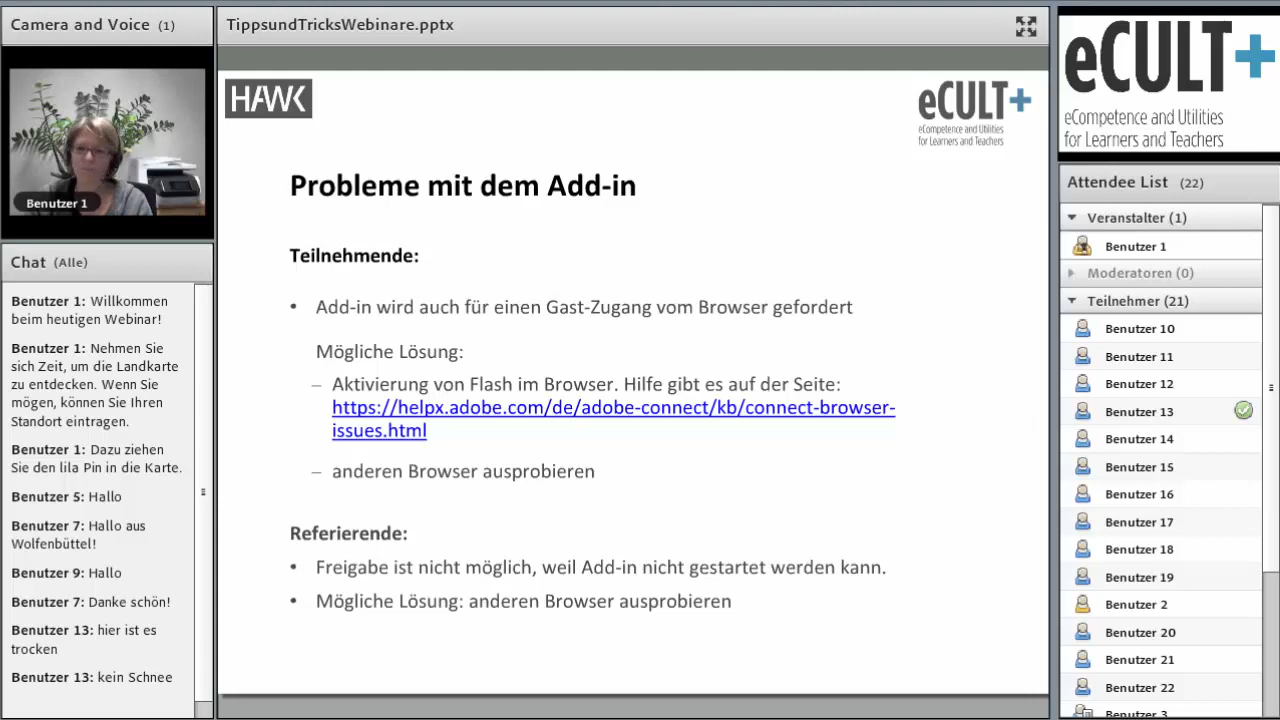 Camera and Voice (1)
Benutzer 1
Chat (Alle)
Benutzer 1: Willkommen
beim heutigen Webinar!
Benutzer 1: Nehmen Sie
sich Zeit, um die Landkarte
zu entdecken. Wenn Sie
mögen, können Sie Ihren
Standort eintragen.
Benutzer 1: Dazu ziehen
Sie den lila Pin in die Karte.
Benutzer 5: Hallo
Benutzer 7: Hallo aus
Wolfenbüttel!
Benutzer 9: Hallo
Benutzer 7: Danke schön!
Benutzer 13: hier ist es
trocken
Benutzer 13: kein Schnee
TippsundTricksWebinare.pptx
HAWK
eCULT+
eCompetence and Utilities
for Learners and Teachers
Probleme mit dem Add-in
Teilnehmende:
• Add-in wird auch für einen Gast-Zugang vom Browser gefordert
Mögliche Lösung:
– Aktivierung von Flash im Browser. Hilfe gibt es auf der Seite:
https://helpx.adobe.com/de/adobe-connect/kb/connect-browser-
issues.html
– anderen Browser ausprobieren
Referierende:
• Freigabe ist nicht möglich, weil Add-in nicht gestartet werden kann.
• Mögliche Lösung: anderen Browser ausprobieren
eCULT+
eCompetence and Utilities
for Learners and Teachers
Attendee List (22)
Veranstalter (1)
Benutzer 1
Moderatoren (0)
Teilnehmer (21)
Benutzer 10
Benutzer 11
Benutzer 12
Benutzer 13
Benutzer 14
Benutzer 15
Benutzer 16
Benutzer 17
Benutzer 18
Benutzer 19
Benutzer 2
Benutzer 20
Benutzer 21
Benutzer 22
Benutzer 3